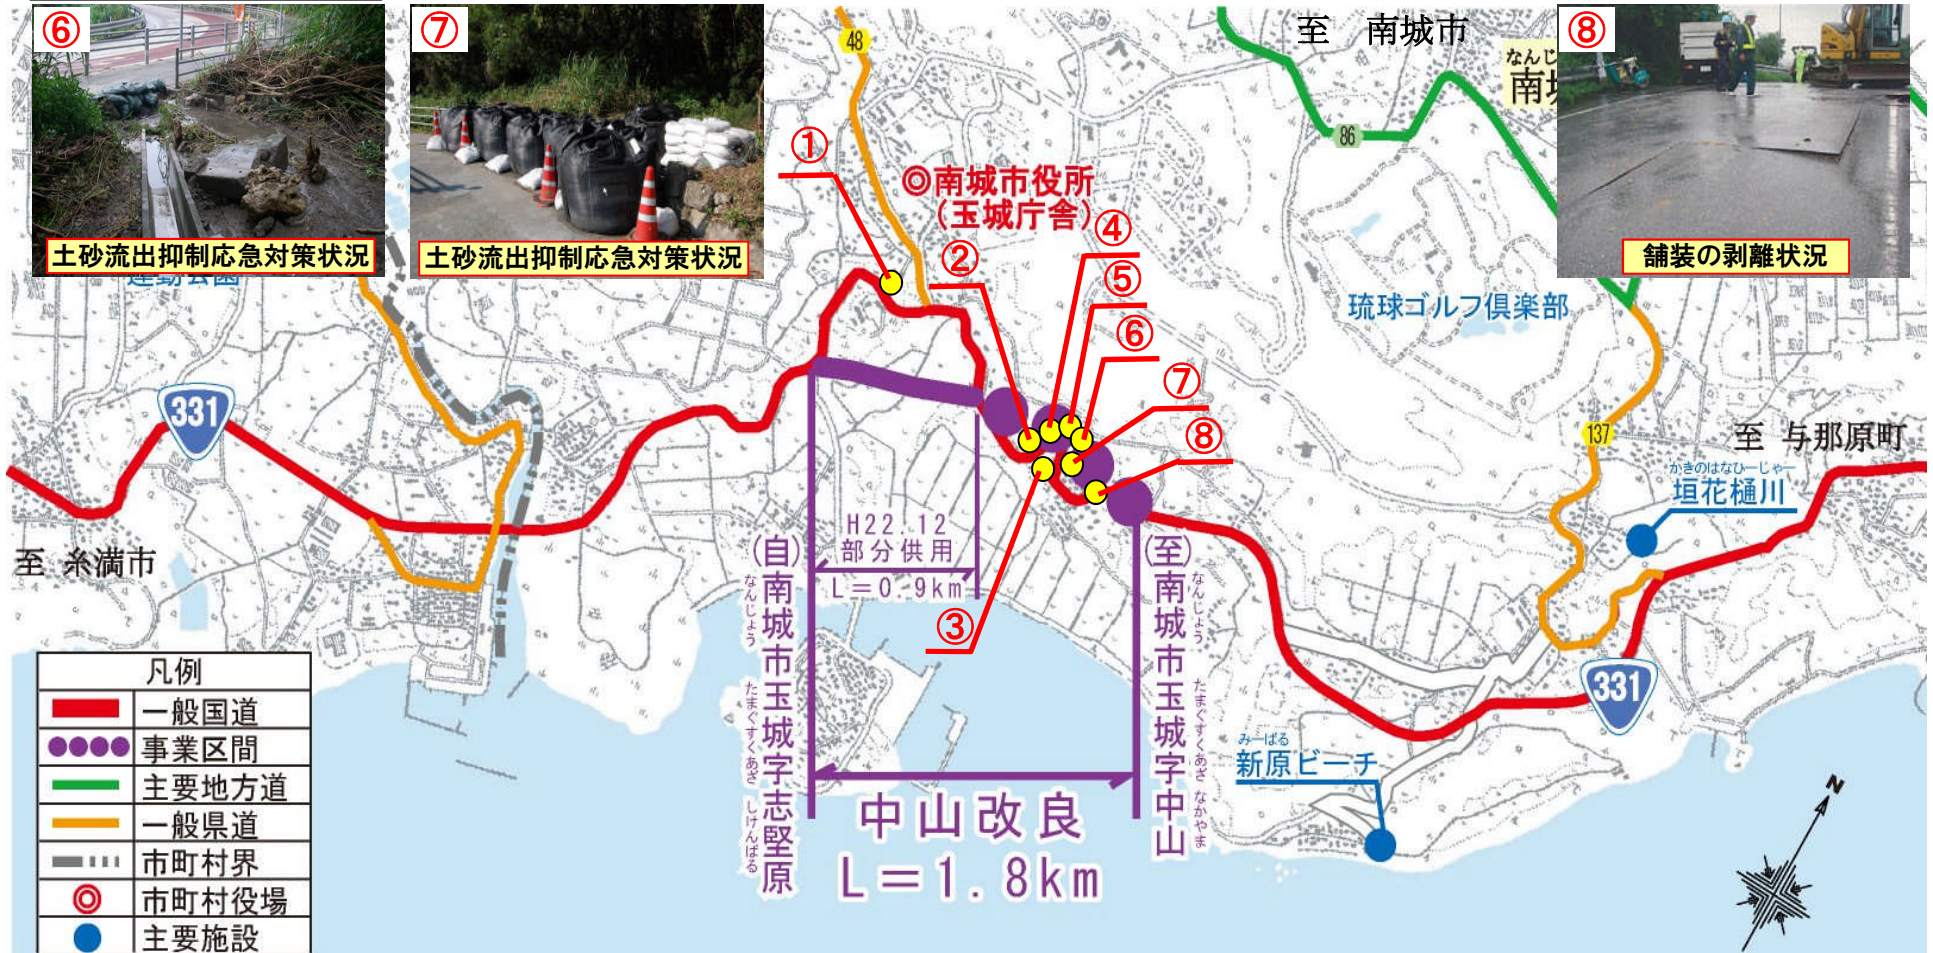 ⑥
土砂流出抑制応急対策状況
⑦
土砂流出抑制応急対策状況
⑧
舗装の剥離状況
至 南城市
なんじ
南
48
86
①
◎南城市役所
(玉城庁舎)
②
④
⑤
⑥
⑦
⑧
③
運動公園
琉球ゴルフ倶楽部
331
137
至 与那原町
かきのはなひーじゃー
垣花樋川
至 糸満市
H22.12
部分供用
L=0.9km
(自)南城市玉城字志堅原
なんじょう たまぐすくあざ しけんばる
(至)南城市玉城字中山
なんじょう たまぐすくあざ なかやま
331
みーばる
新原ビーチ
中山改良
L=1.8km
凡例
一般国道
事業区間
主要地方道
一般県道
市町村界
市町村役場
主要施設
N